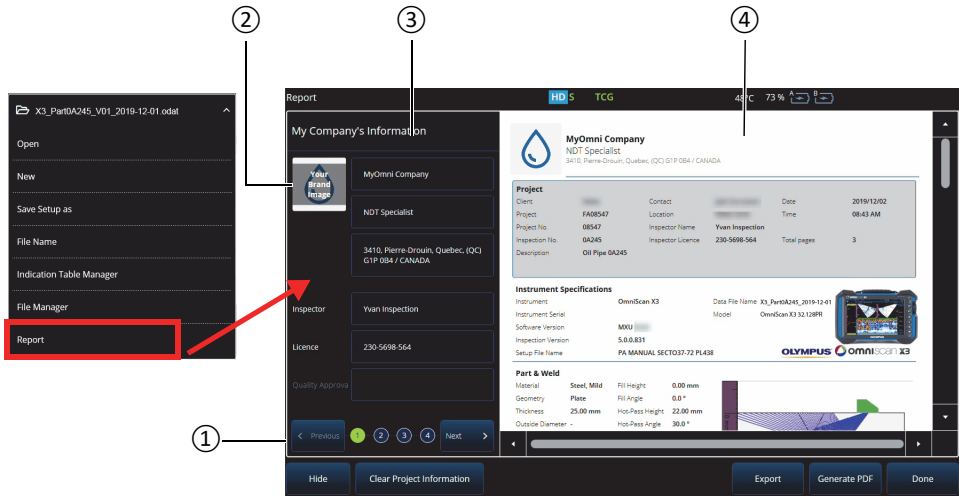 ②
③
④
X3_Part0A245_V01_2019-12-01.odat
Open
New
Save Setup as
File Name
Indication Table Manager
File Manager
Report
①
Report
HD S TCG
48°C 73 % A B
My Company's Information
Your
Brand
Image
MyOmni Company
NDT Specialist
3410, Pierre-Drouin, Quebec, (QC)
G1P 0B4 / CANADA
Inspector Yvan Inspection
Licence 230-5698-564
Quality Approva
< Previous 1 2 3 4 Next >
Hide
Clear Project Information
MyOmni Company
NDT Specialist
3410, Pierre-Drouin, Quebec, (QC) G1P 0B4 / CANADA
Project
Client Contact Date 2019/12/02
Project FA08547 Location Time 08:43 AM
Project No. 08547 Inspector Name Yvan Inspection
Inspection No. 0A245 Inspector Licence 230-5698-564 Total pages 3
Description Oil Pipe 0A245
Instrument Specifications
Instrument OmniScan X3 Data File Name X3_Part0A245_2019-12-01
Instrument Serial Model OmniScan X3 32.128PR
Software Version MXU
Inspection Version 5.0.0.831
Setup File Name PA MANUAL SECTO37-72 PL438
OLYMPUS omniscan X3
Part & Weld
Material Steel, Mild Fill Height 0.00 mm
Geometry Plate Fill Angle 0.0 °
Thickness 25.00 mm Hot-Pass Height 22.00 mm
Outside Diameter - Hot-Pass Angle 30.0 °
Export
Generate PDF
Done